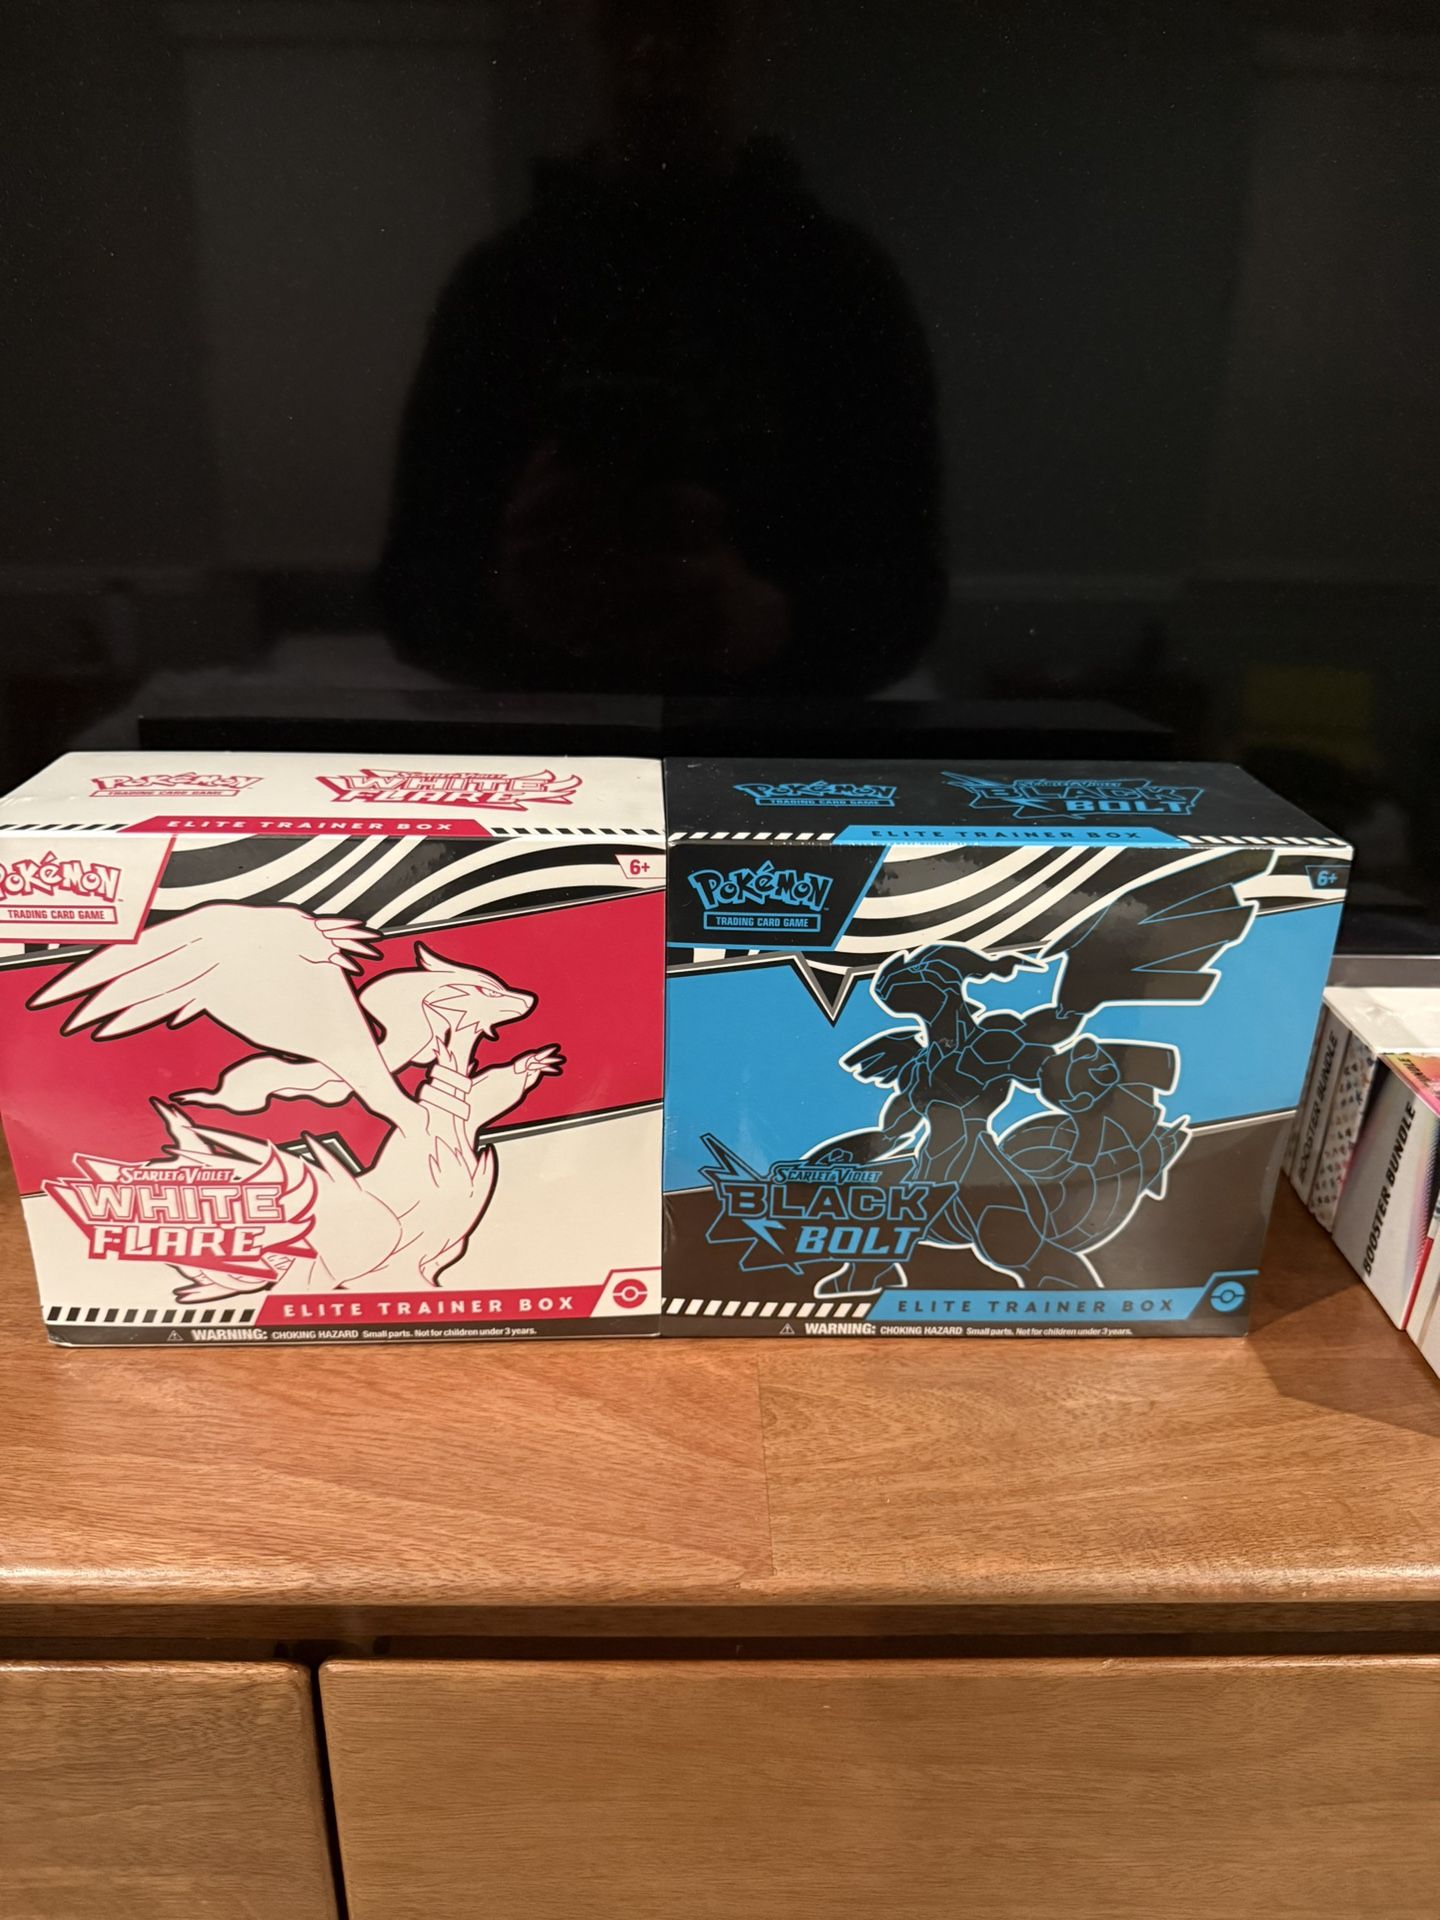 Pokémon
TRADING CARD GAME
SCARLET & VIOLET
WHITE
FLARE
ELITE TRAINER BOX
Pokémon
TRADING CARD GAME
6+
SCARLET & VIOLET
WHITE
FLARE
ELITE TRAINER BOX
WARNING: CHOKING HAZARD Small parts. Not for children under 3 years.
Pokémon
TRADING CARD GAME
SCARLET & VIOLET
BLACK
BOLT
ELITE TRAINER BOX
Pokémon
TRADING CARD GAME
6+
SCARLET & VIOLET
BLACK
BOLT
ELITE TRAINER BOX
WARNING: CHOKING HAZARD Small parts. Not for children under 3 years.
BOOSTER BUNDLE
BOOSTER BUNDLE